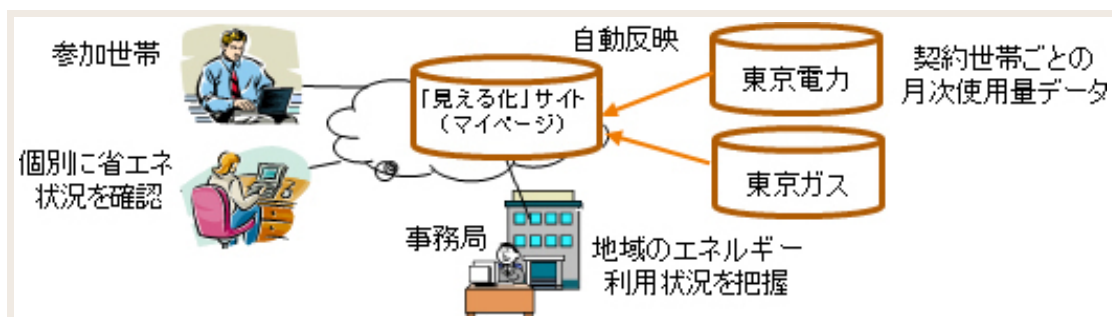 参加世帯
個別に省エネ
状況を確認
「見える化」サイト
（マイページ）
自動反映
東京電力
東京ガス
契約世帯ごとの
月次使用量データ
事務局
地域のエネルギー
利用状況を把握